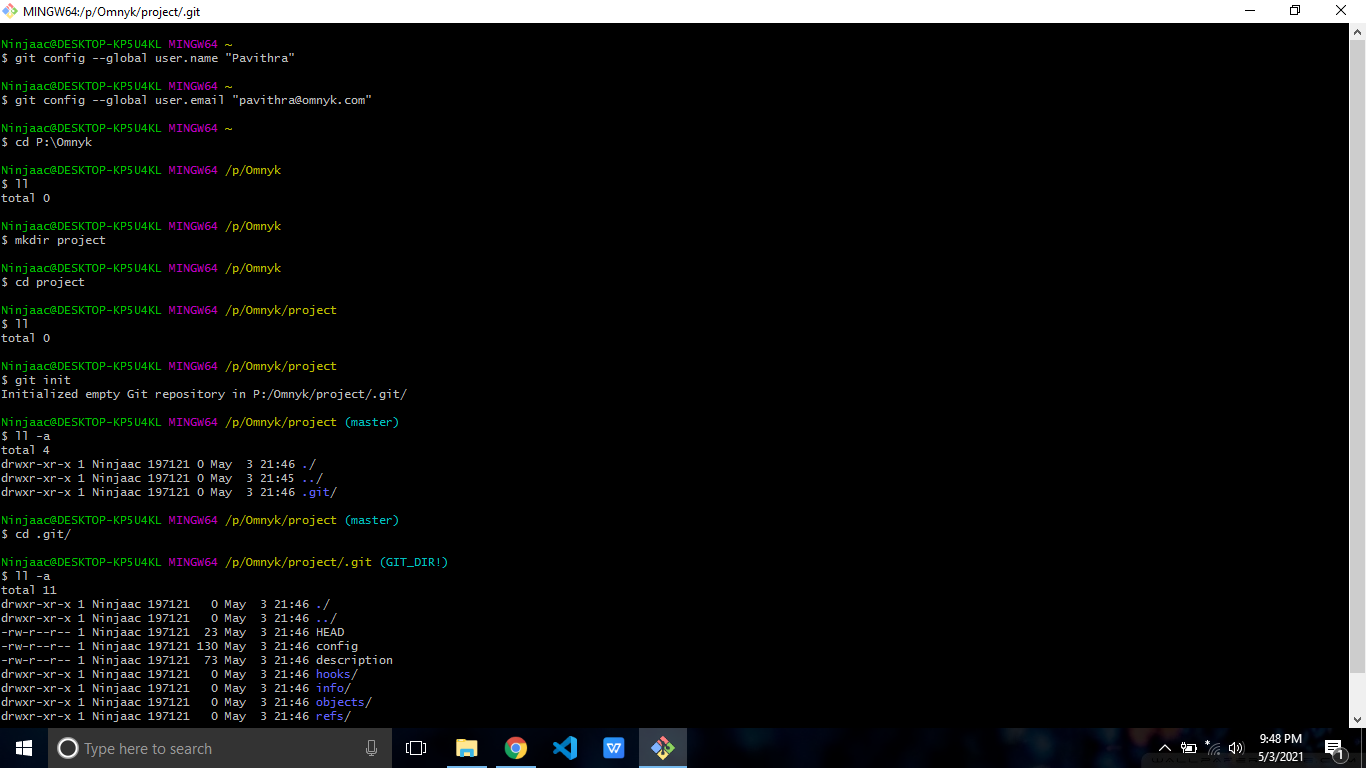 MINGW64:/p/Omnyk/project/.git
Ninjaac@DESKTOP-KP5U4KL MINGW64 ~
$ git config --global user.name "Pavithra"
Ninjaac@DESKTOP-KP5U4KL MINGW64 ~
$ git config --global user.email "pavithra@omnyk.com"
Ninjaac@DESKTOP-KP5U4KL MINGW64 ~
$ cd P:\Omnyk
Ninjaac@DESKTOP-KP5U4KL MINGW64 /p/Omnyk
$ ll
total 0
Ninjaac@DESKTOP-KP5U4KL MINGW64 /p/Omnyk
$ mkdir project
Ninjaac@DESKTOP-KP5U4KL MINGW64 /p/Omnyk
$ cd project
Ninjaac@DESKTOP-KP5U4KL MINGW64 /p/Omnyk/project
$ ll
total 0
Ninjaac@DESKTOP-KP5U4KL MINGW64 /p/Omnyk/project
$ git init
Initialized empty Git repository in P:/Omnyk/project/.git/
Ninjaac@DESKTOP-KP5U4KL MINGW64 /p/Omnyk/project (master)
$ ll -a
total 4
drwxr-xr-x 1 Ninjaac 197121 0 May  3 21:46 ./
drwxr-xr-x 1 Ninjaac 197121 0 May  3 21:45 ../
drwxr-xr-x 1 Ninjaac 197121 0 May  3 21:46 .git/
Ninjaac@DESKTOP-KP5U4KL MINGW64 /p/Omnyk/project (master)
$ cd .git/
Ninjaac@DESKTOP-KP5U4KL MINGW64 /p/Omnyk/project/.git (GIT_DIR!)
$ ll -a
total 11
drwxr-xr-x 1 Ninjaac 197121   0 May  3 21:46 ./
drwxr-xr-x 1 Ninjaac 197121   0 May  3 21:46 ../
-rw-r--r-- 1 Ninjaac 197121  23 May  3 21:46 HEAD
-rw-r--r-- 1 Ninjaac 197121 130 May  3 21:46 config
-rw-r--r-- 1 Ninjaac 197121  73 May  3 21:46 description
drwxr-xr-x 1 Ninjaac 197121   0 May  3 21:46 hooks/
drwxr-xr-x 1 Ninjaac 197121   0 May  3 21:46 info/
drwxr-xr-x 1 Ninjaac 197121   0 May  3 21:46 objects/
drwxr-xr-x 1 Ninjaac 197121   0 May  3 21:46 refs/
Type here to search
9:48 PM
5/3/2021
1